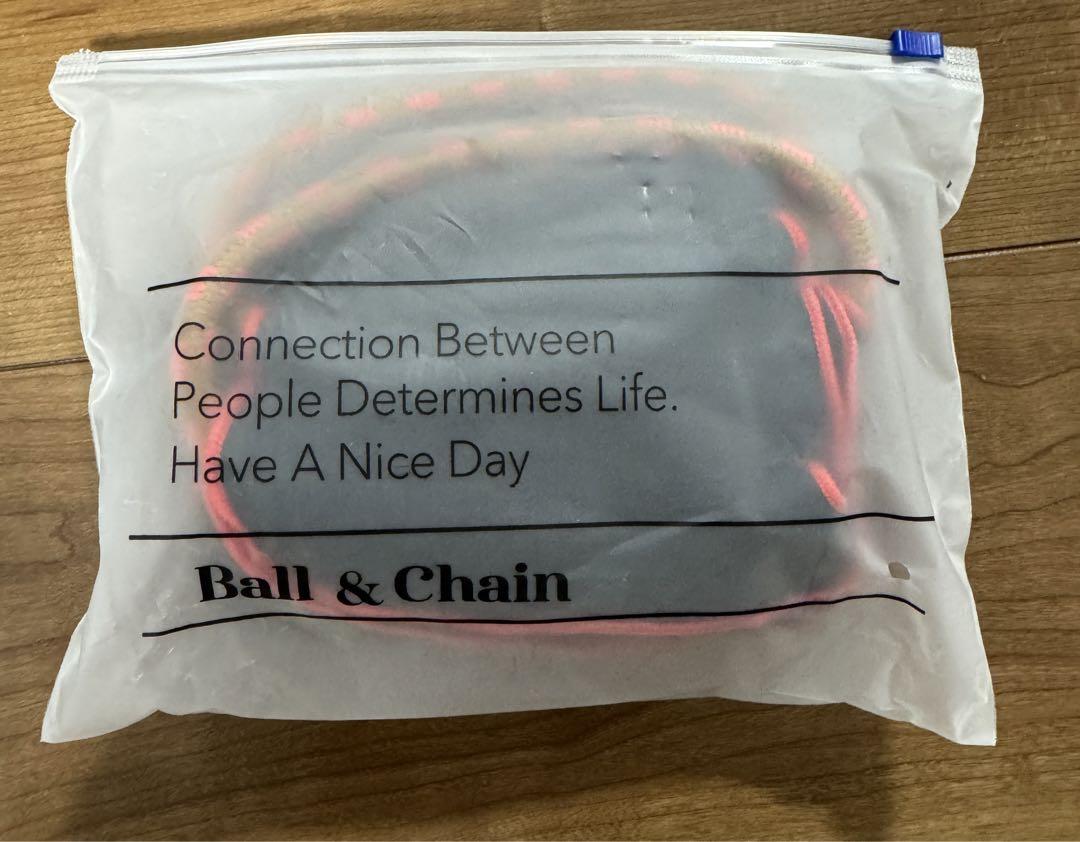 Connection Between
People Determines Life.
Have A Nice Day
Ball & Chain